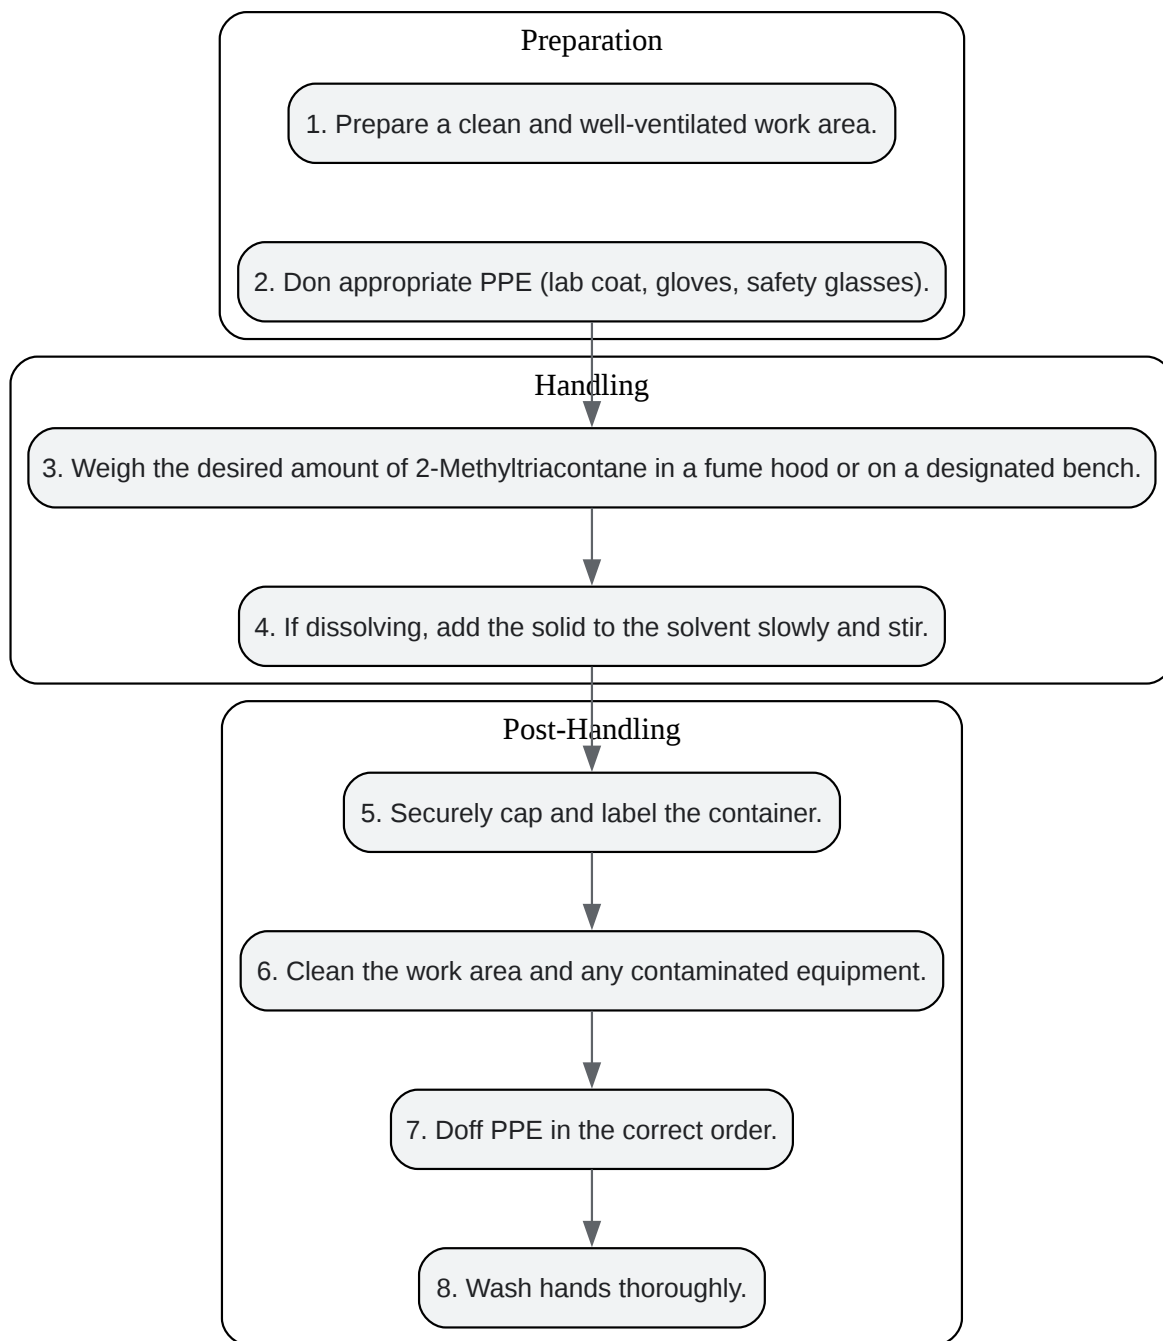 Preparation
1. Prepare a clean and well-ventilated work area.
2. Don appropriate PPE (lab coat, gloves, safety glasses).
Handling
3. Weigh the desired amount of 2-Methyltriacontane in a fume hood or on a designated bench.
4. If dissolving, add the solid to the solvent slowly and stir.
Post-Handling
5. Securely cap and label the container.
6. Clean the work area and any contaminated equipment.
7. Doff PPE in the correct order.
8. Wash hands thoroughly.